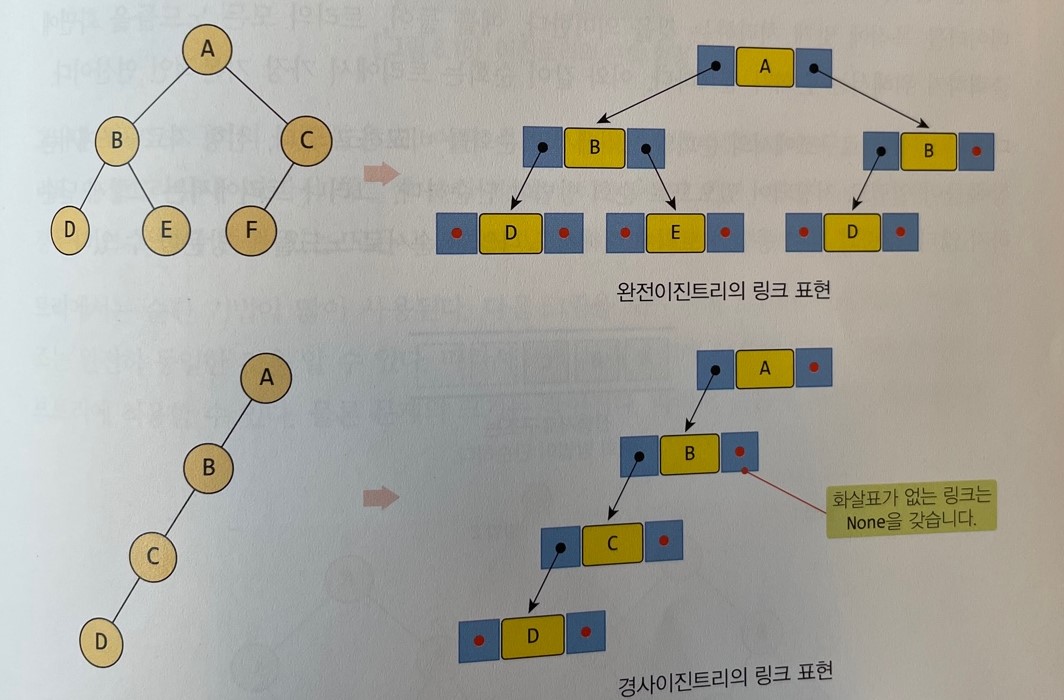 A
B C
D E F
A
B B
D E D
완전이진트리의 링크 표현
A
B
C
D
A
B
C
D
화살표가 없는 링크는
None을 갖습니다.
경사이진트리의 링크 표현